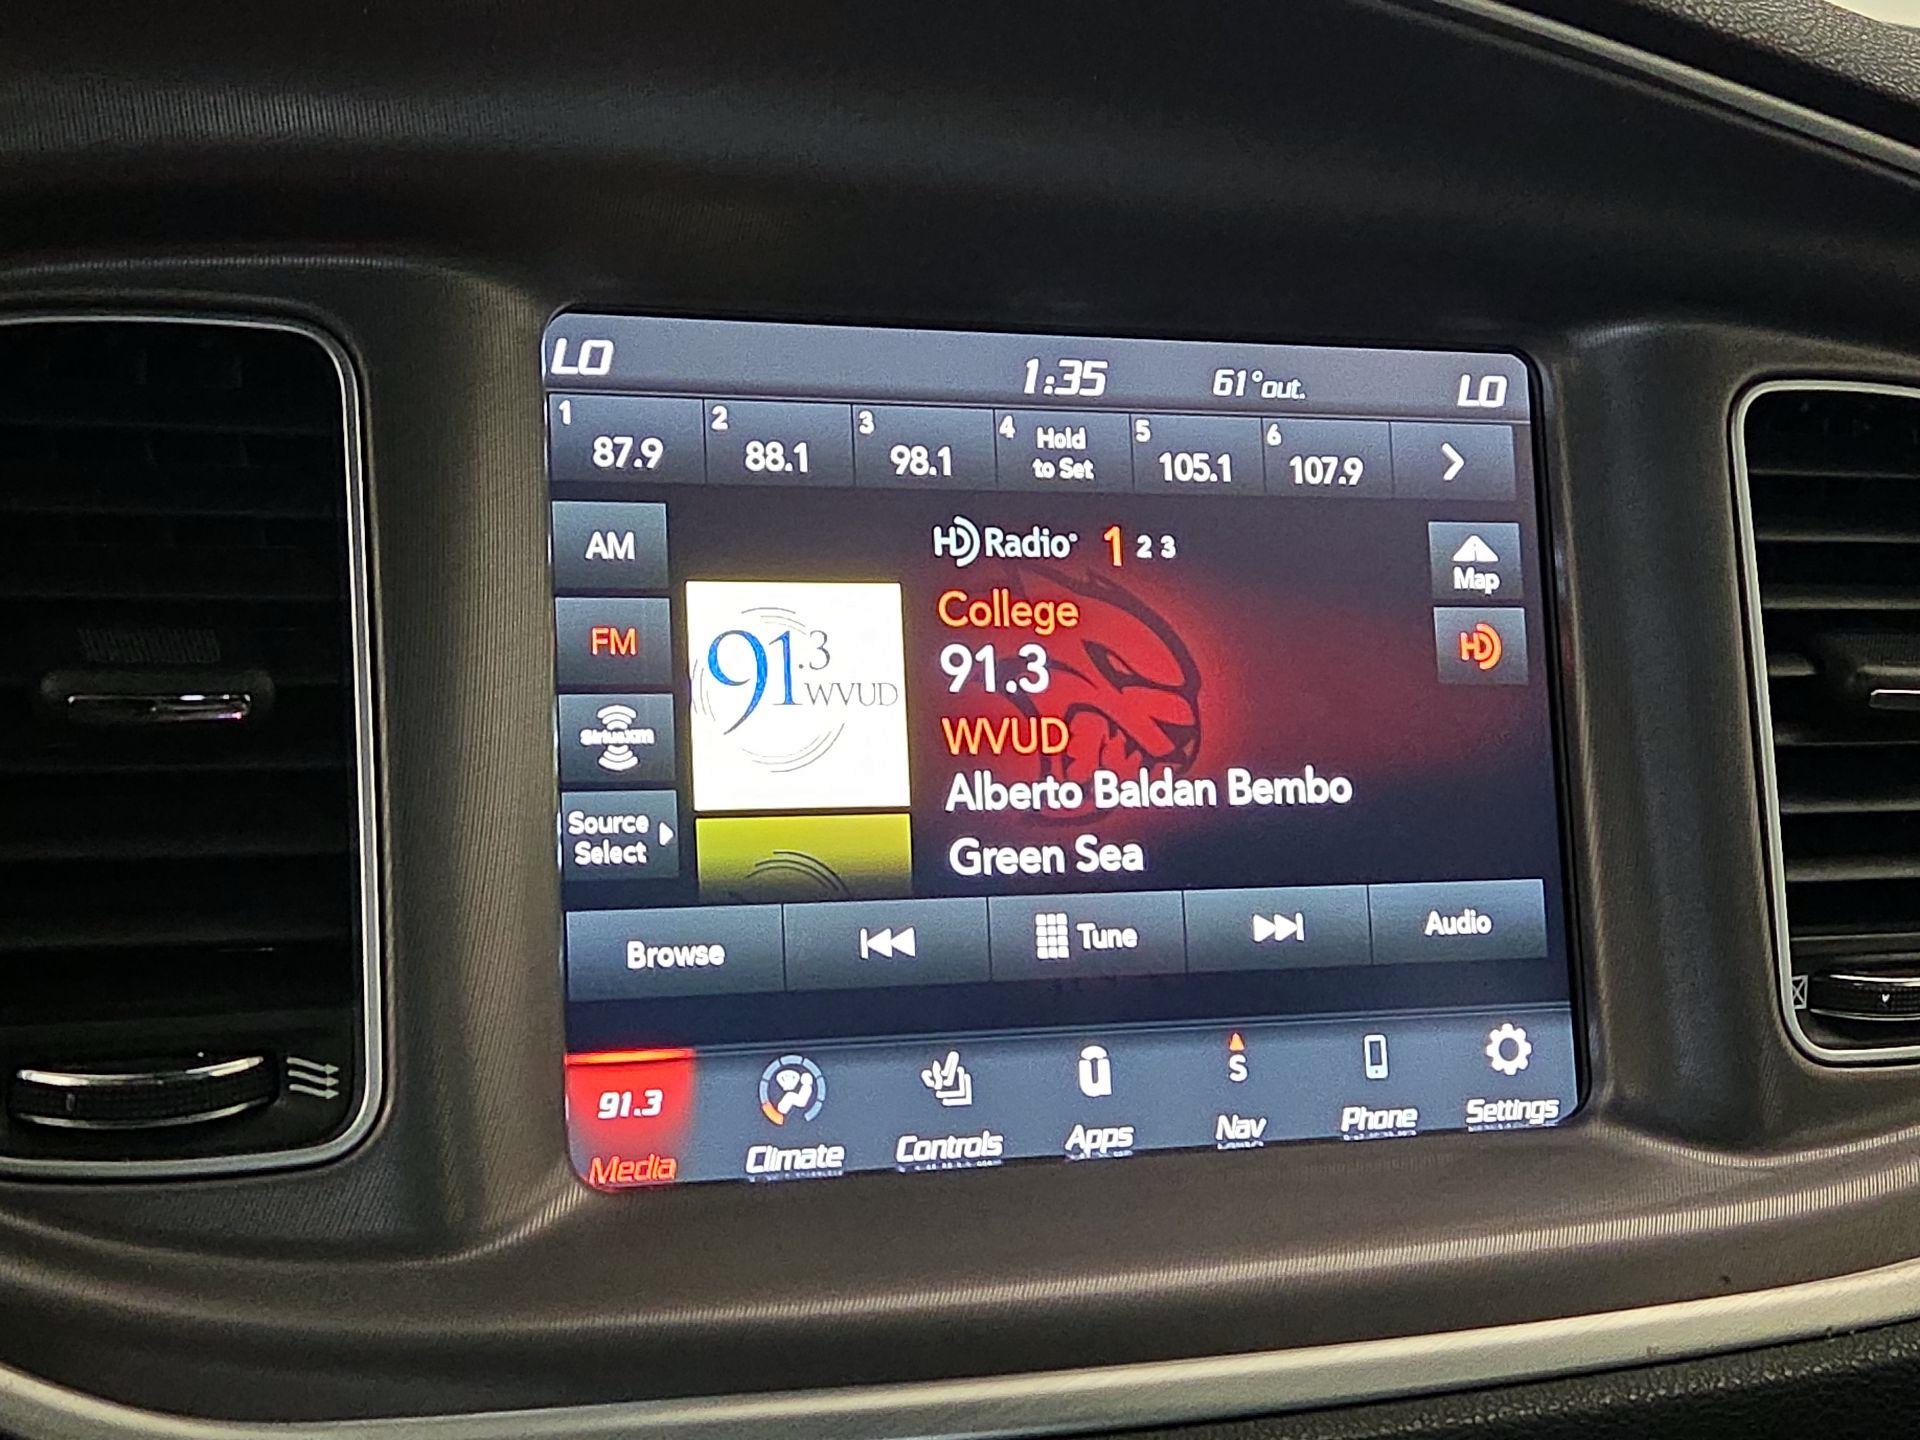 LO 1:35 61°out. LO
1 87.9 2 88.1 3 98.1 4 Hold to Set 5 105.1 6 107.9
AM
FM
SiriusXM
Source
Select
91.3
WVUD
HD Radio 1 2 3
College
91.3
WVUD
Alberto Baldan Bembo
Green Sea
Map
HD
Browse Tune Audio
91.3 S
Media Climate Controls Apps Nav Phone Settings